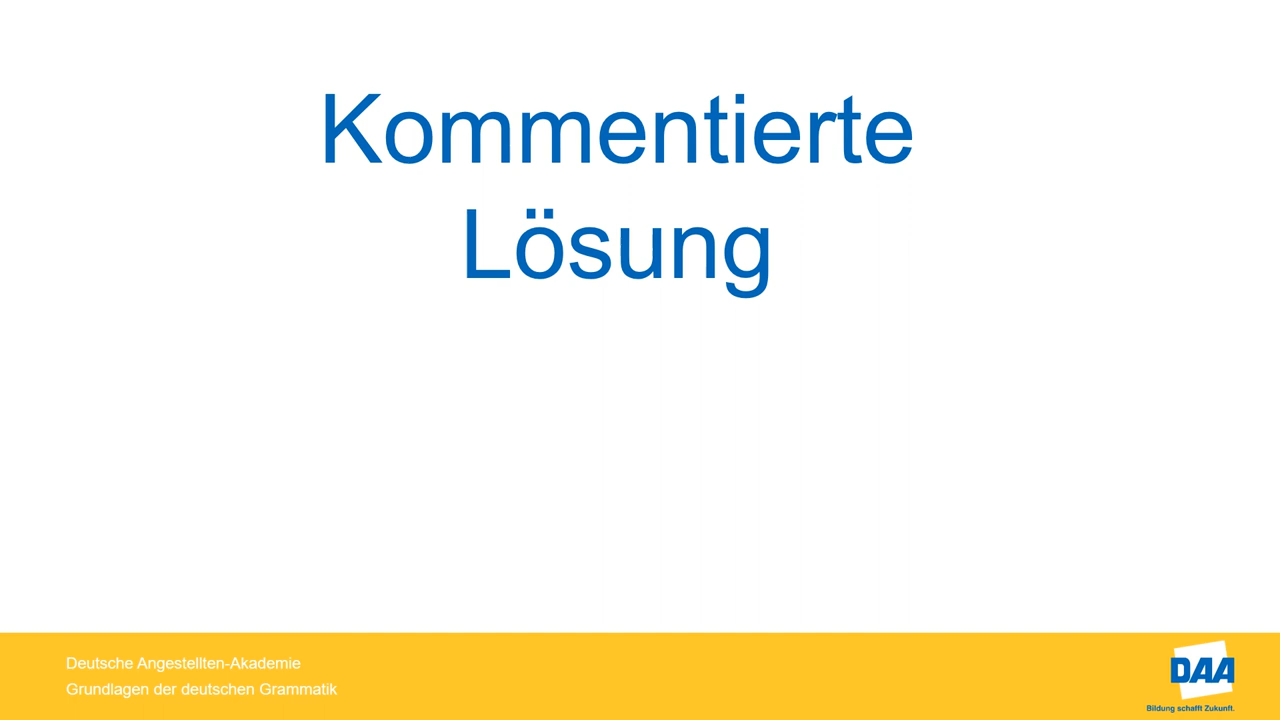 Kommentierte
Lösung
Deutsche Angestellten-Akademie
Grundlagen der deutschen Grammatik
DAA
Bildung schafft Zukunft.